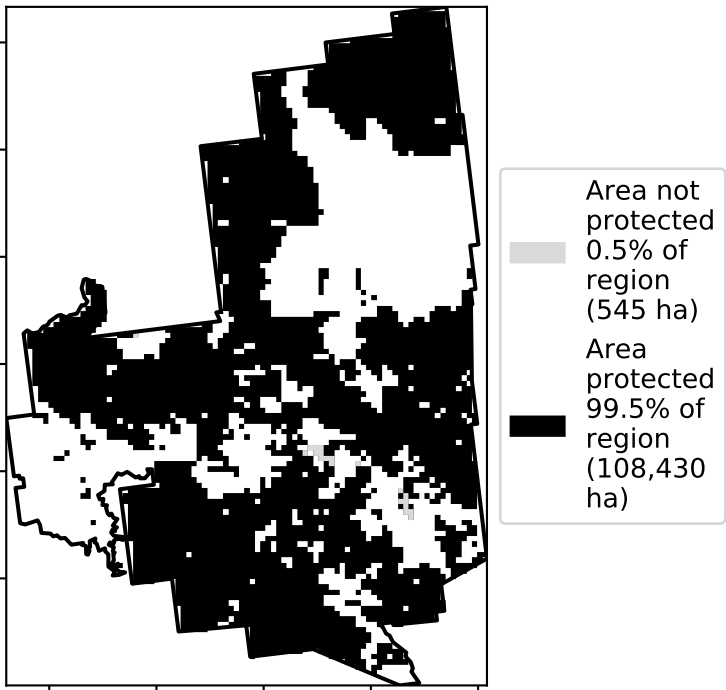 Area not
protected
0.5% of
region
(545 ha)
Area
protected
99.5% of
region
(108,430
ha)